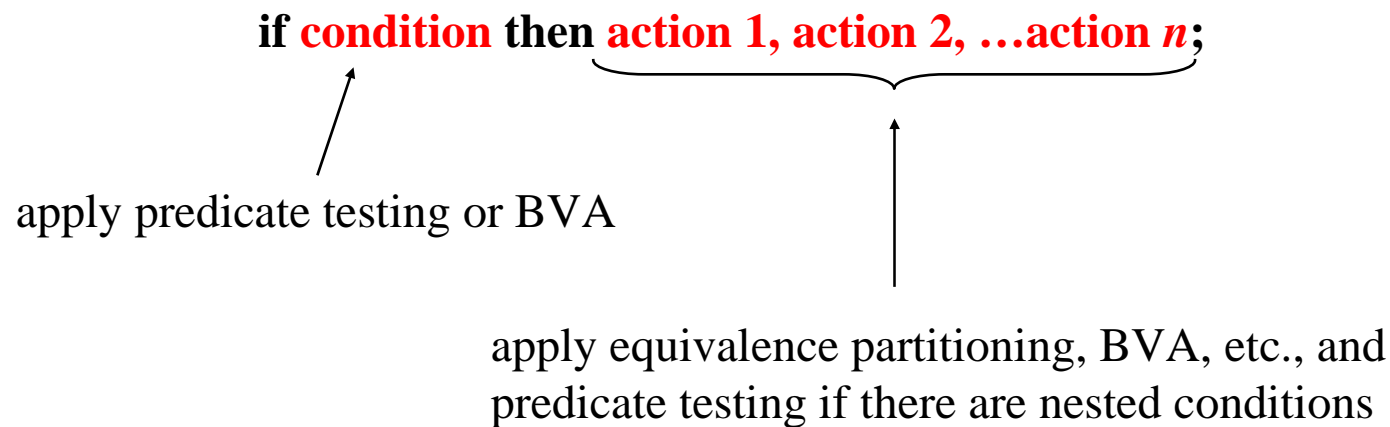 if condition then action 1, action 2, …action n;
apply predicate testing or BVA
apply equivalence partitioning, BVA, etc., and
predicate testing if there are nested conditions